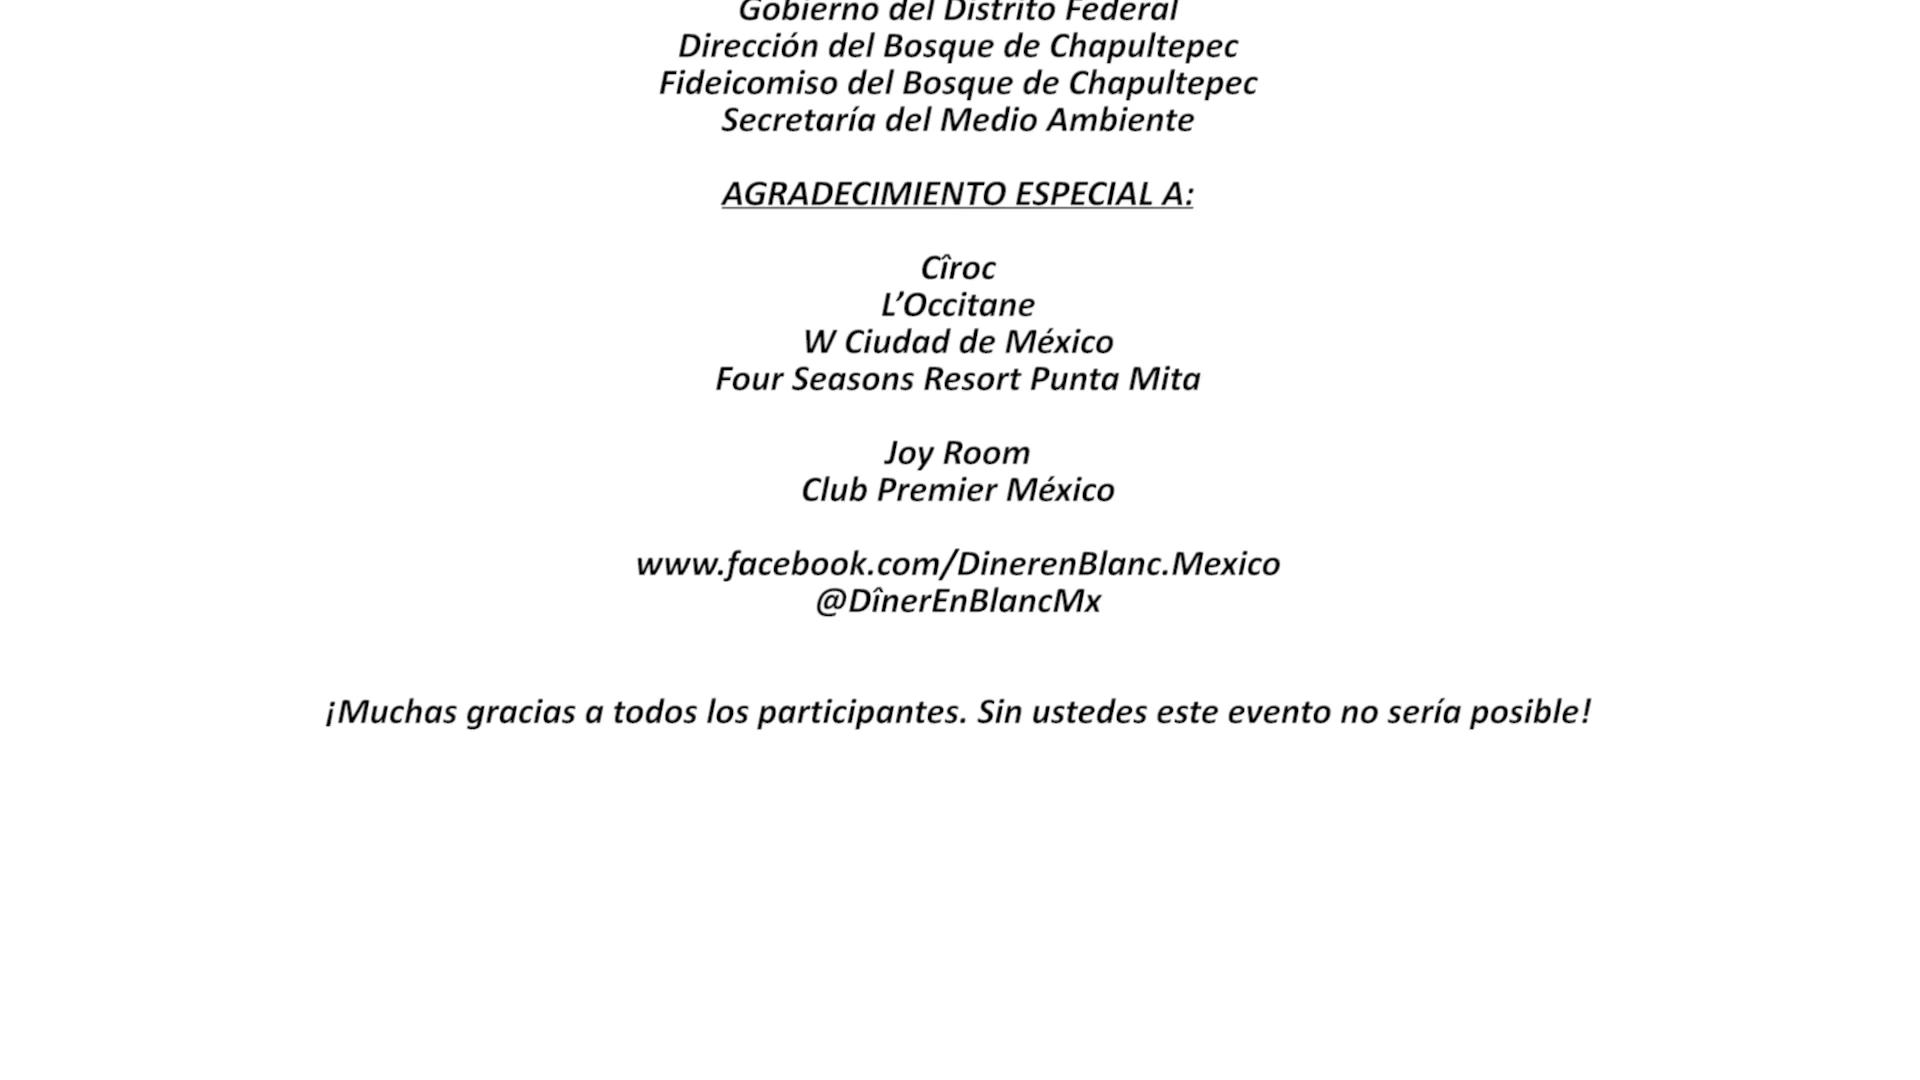 Gobierno del Distrito Federal
Dirección del Bosque de Chapultepec
Fideicomiso del Bosque de Chapultepec
Secretaría del Medio Ambiente
AGRADECIMIENTO ESPECIAL A:
Cîroc
L’Occitane
W Ciudad de México
Four Seasons Resort Punta Mita
Joy Room
Club Premier México
www.facebook.com/DinerenBlanc.Mexico
@DînerEnBlancMx
¡Muchas gracias a todos los participantes. Sin ustedes este evento no sería posible!